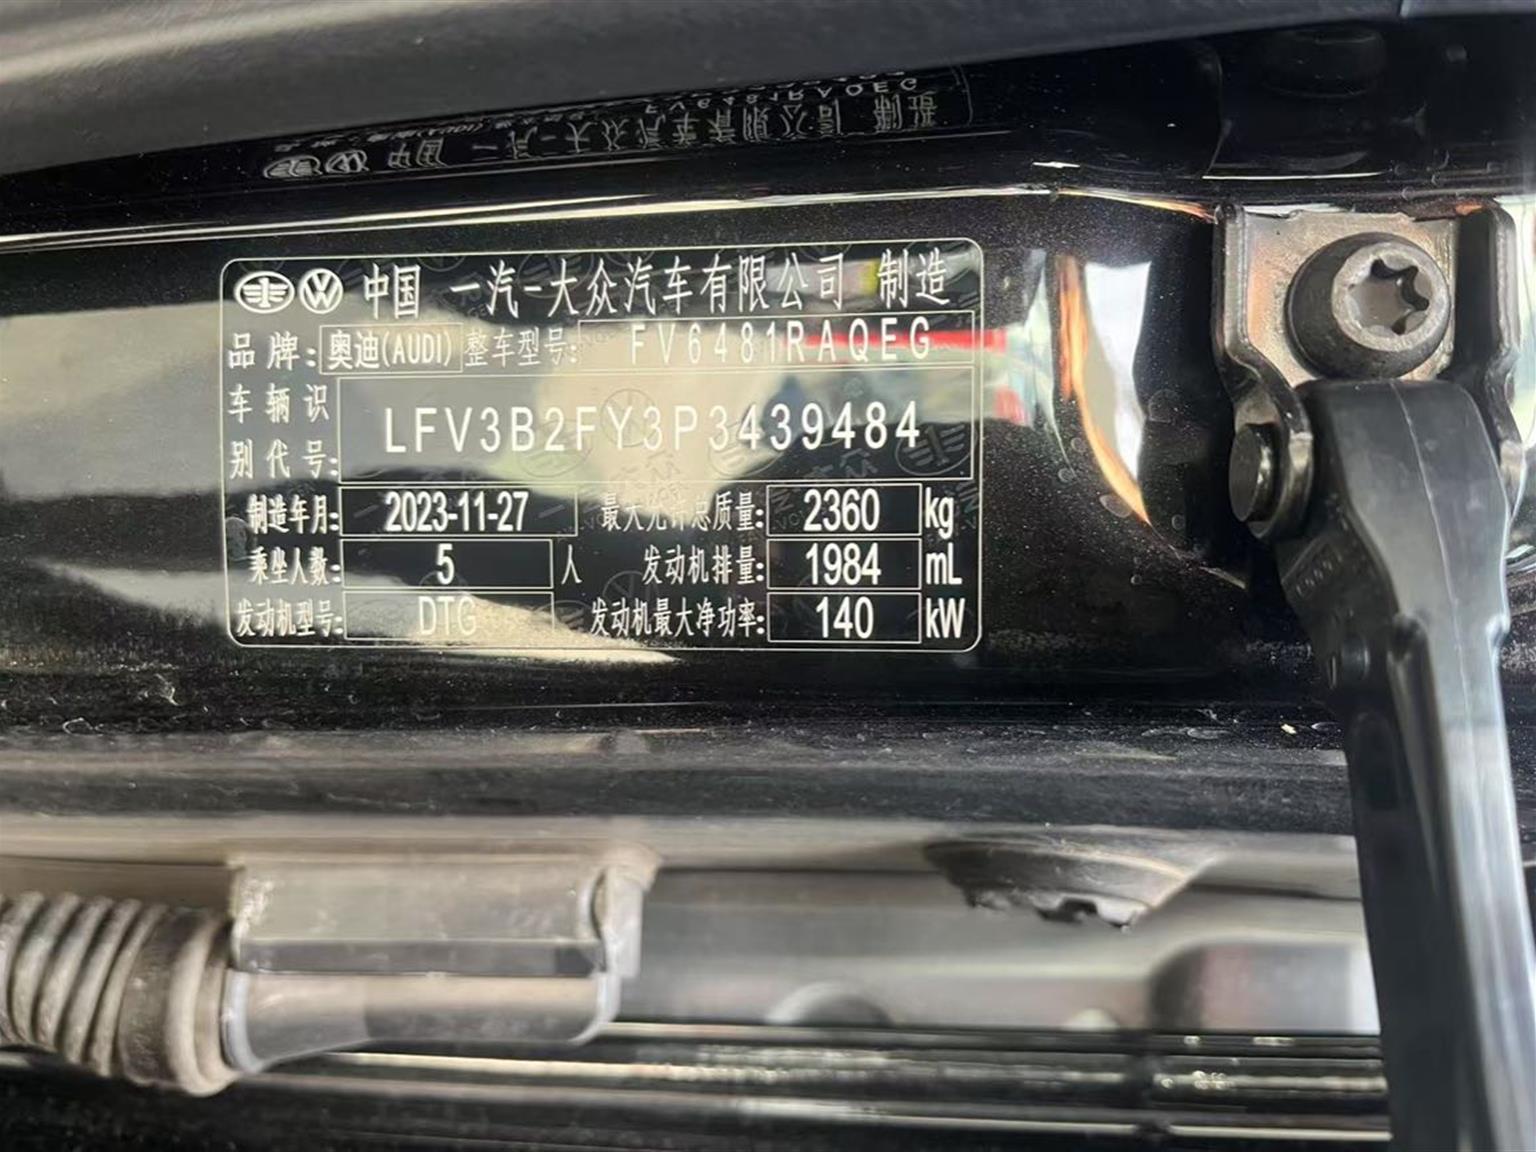 中国 一汽-大众汽车有限公司 制造
品牌: 奥迪(AUDI) 整车型号: FV6481RAQEG
车辆识别代号: LFV3B2FY3P3439484
制造年月: 2023-11-27 最大允许总质量: 2360 kg
乘坐人数: 5 人 发动机排量: 1984 mL
发动机型号: DTG 发动机最大净功率: 140 kW